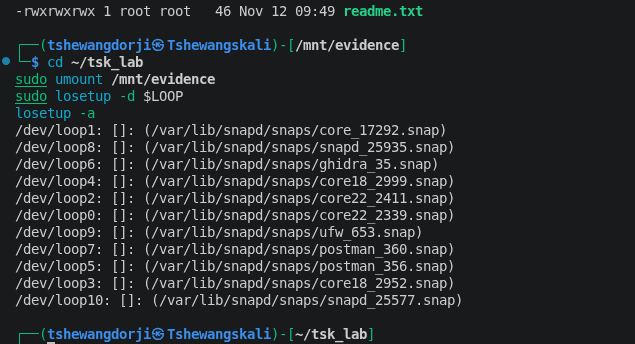 -rwxrwxrwx 1 root root   46 Nov 12 09:49 readme.txt
┌──(tshewangdorji㉿Tshewangskali)-[/mnt/evidence]
└─$ cd ~/tsk_lab
sudo umount /mnt/evidence
sudo losetup -d $LOOP
losetup -a
/dev/loop1: []: (/var/lib/snapd/snaps/core_17292.snap)
/dev/loop8: []: (/var/lib/snapd/snaps/snapd_25935.snap)
/dev/loop6: []: (/var/lib/snapd/snaps/ghidra_35.snap)
/dev/loop4: []: (/var/lib/snapd/snaps/core18_2999.snap)
/dev/loop2: []: (/var/lib/snapd/snaps/core22_2411.snap)
/dev/loop0: []: (/var/lib/snapd/snaps/core22_2339.snap)
/dev/loop9: []: (/var/lib/snapd/snaps/ufw_653.snap)
/dev/loop7: []: (/var/lib/snapd/snaps/postman_360.snap)
/dev/loop5: []: (/var/lib/snapd/snaps/postman_356.snap)
/dev/loop3: []: (/var/lib/snapd/snaps/core18_2952.snap)
/dev/loop10: []: (/var/lib/snapd/snaps/snapd_25577.snap)
┌──(tshewangdorji㉿Tshewangskali)-[~/tsk_lab]